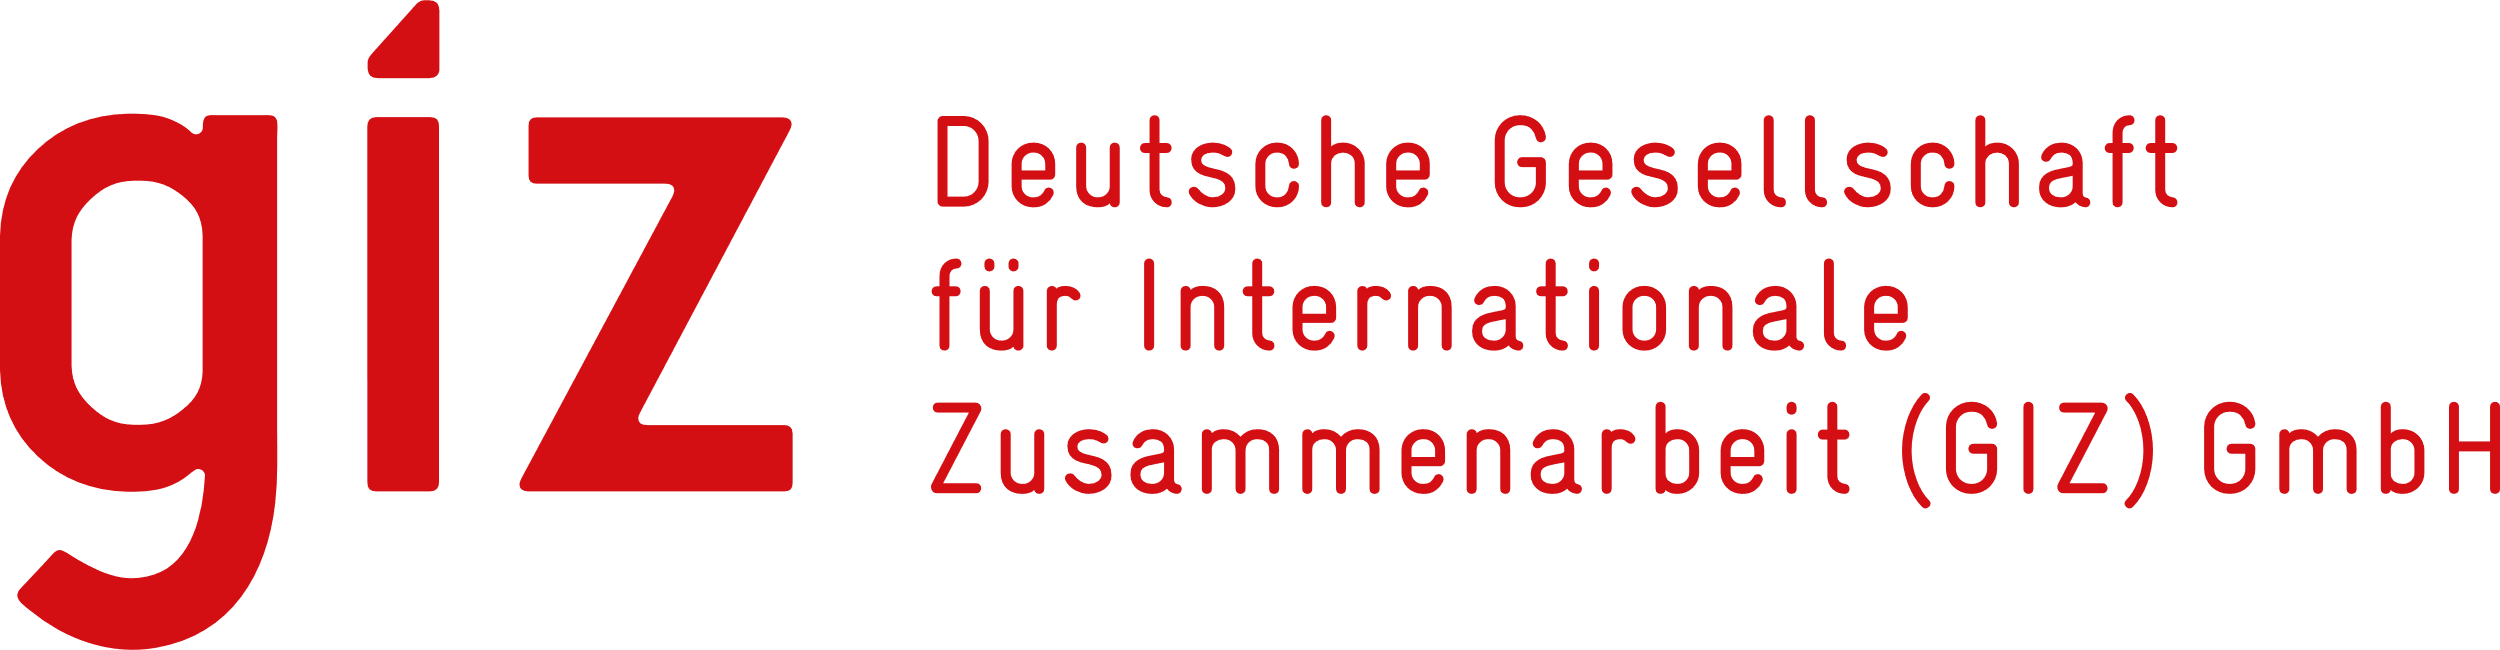 giz
Deutsche Gesellschaft
für Internationale
Zusammenarbeit (GIZ) GmbH